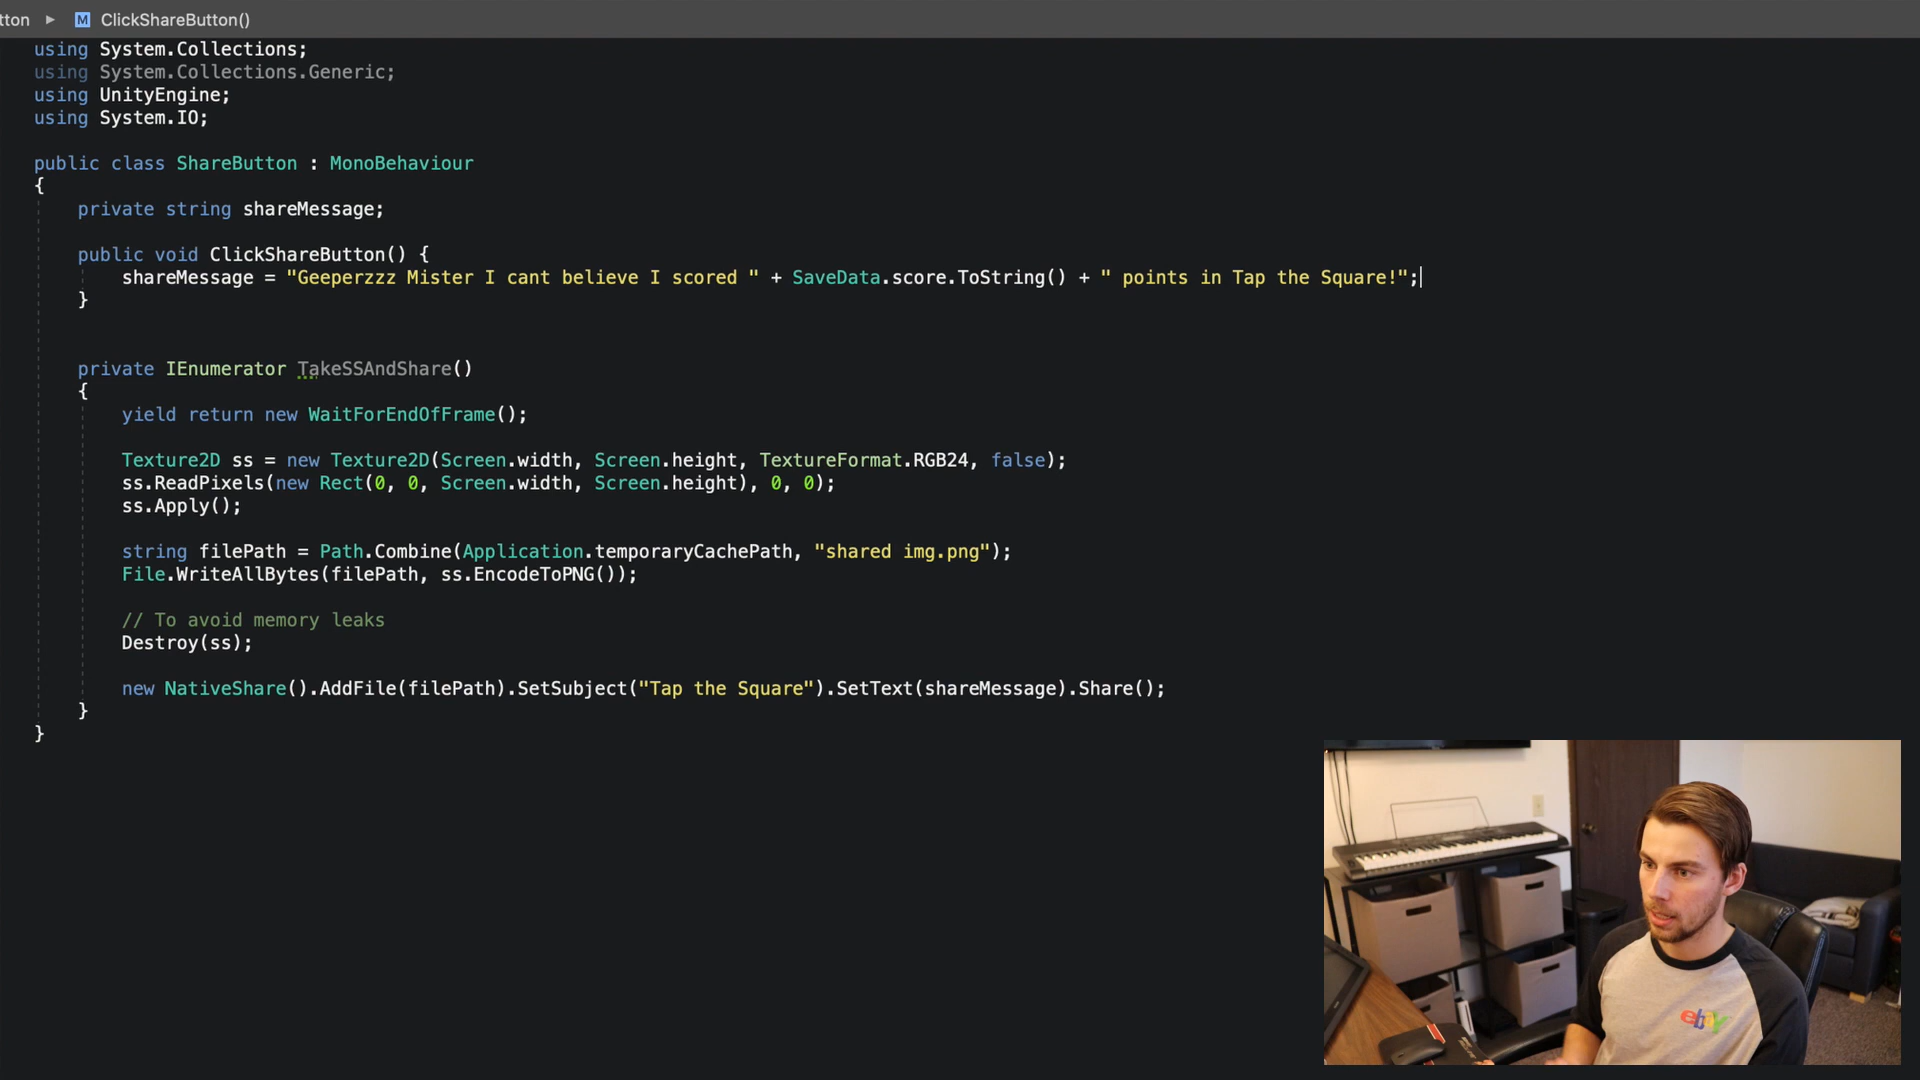 tton ▸ M ClickShareButton()
using System.Collections;
using System.Collections.Generic;
using UnityEngine;
using System.IO;
public class ShareButton : MonoBehaviour
{
private string shareMessage;
public void ClickShareButton() {
shareMessage = "Geeperzzz Mister I cant believe I scored " + SaveData.score.ToString() + " points in Tap the Square!";
}
private IEnumerator TakeSSAndShare()
{
yield return new WaitForEndOfFrame();
Texture2D ss = new Texture2D(Screen.width, Screen.height, TextureFormat.RGB24, false);
ss.ReadPixels(new Rect(0, 0, Screen.width, Screen.height), 0, 0);
ss.Apply();
string filePath = Path.Combine(Application.temporaryCachePath, "shared img.png");
File.WriteAllBytes(filePath, ss.EncodeToPNG());
// To avoid memory leaks
Destroy(ss);
new NativeShare().AddFile(filePath).SetSubject("Tap the Square").SetText(shareMessage).Share();
}
}
ebay